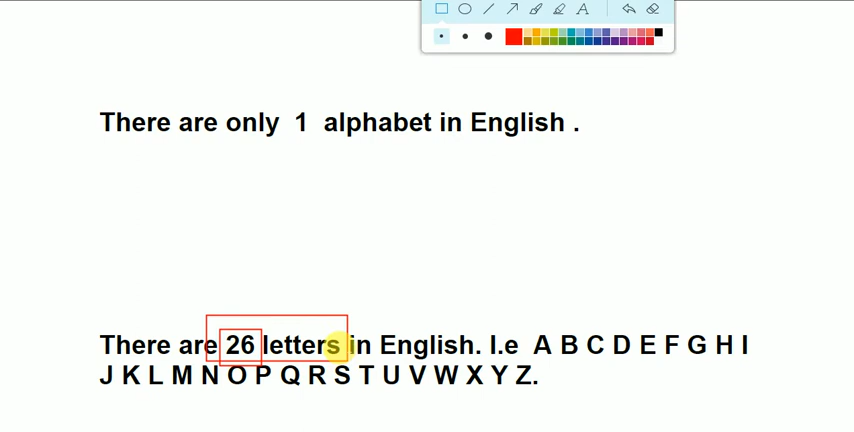 There are only 1 alphabet in English .
There are 26 letters in English. I.e A B C D E F G H I
J K L M N O P Q R S T U V W X Y Z.